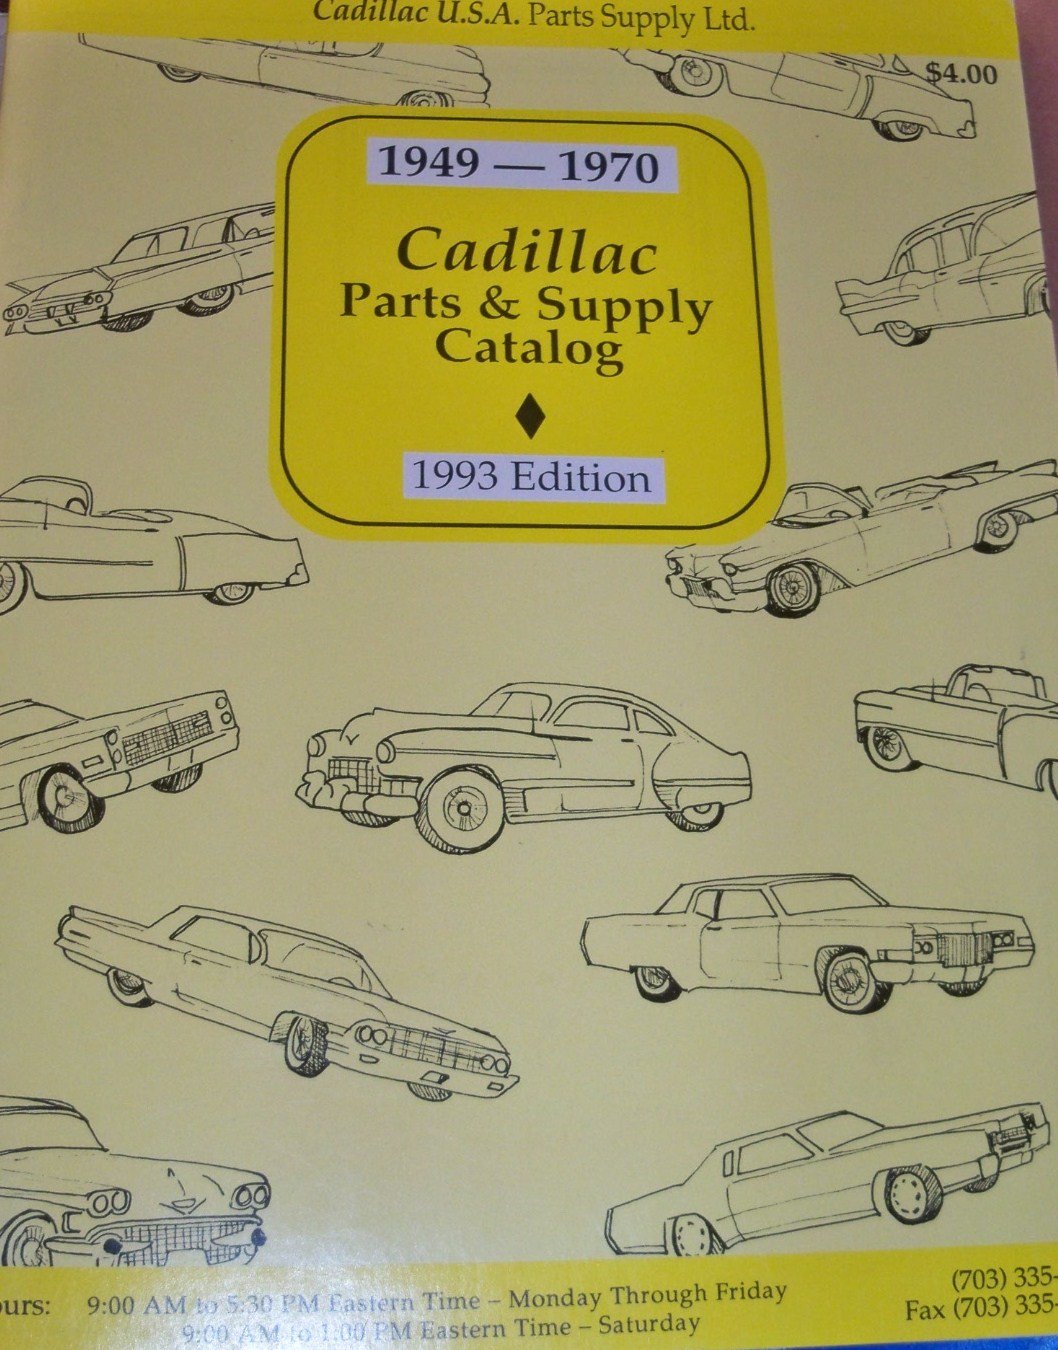 Cadillac U.S.A. Parts Supply Ltd.
$4.00
1949 — 1970
Cadillac
Parts & Supply
Catalog
1993 Edition
(703) 335-
ours: 9:00 AM to 5:30 PM Eastern Time – Monday Through Friday
Fax (703) 335-
9:00 AM to 1:00 PM Eastern Time – Saturday